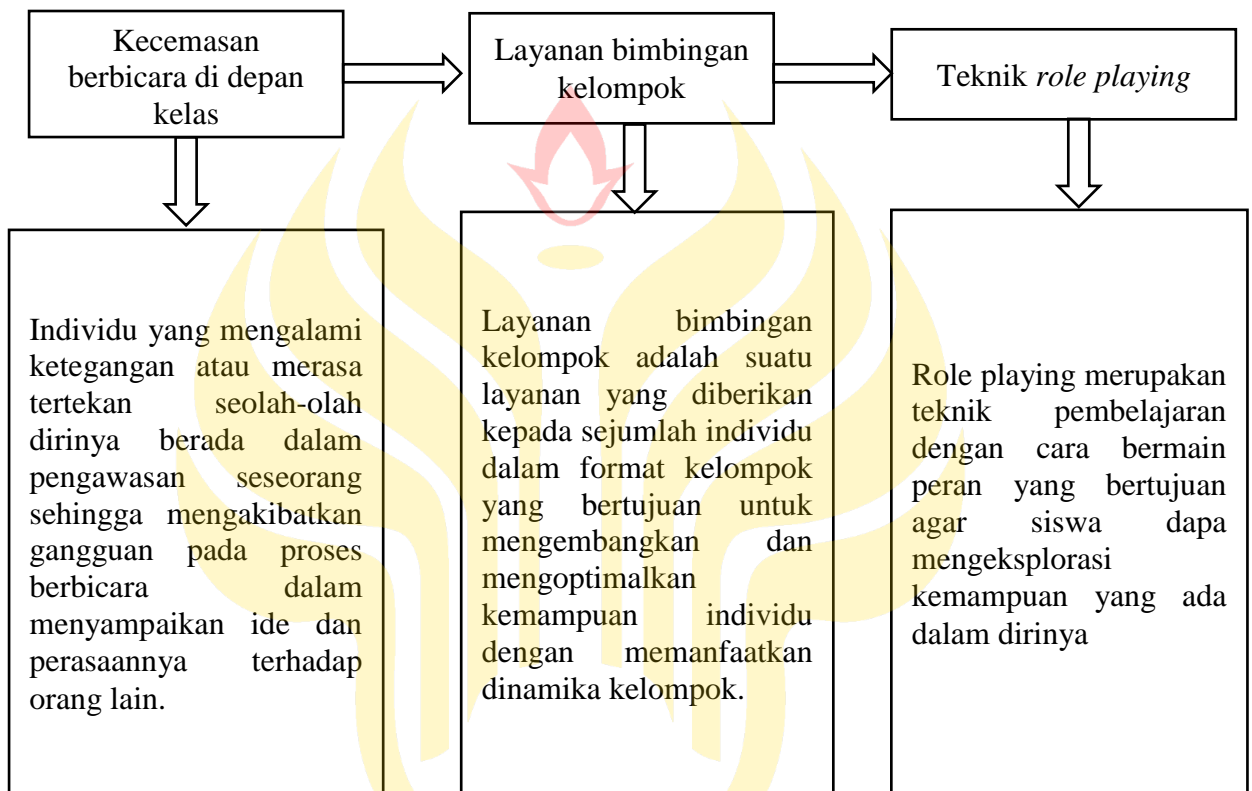 Kecemasan
berbicara di depan
kelas
Layanan bimbingan
kelompok
Teknik role playing
Individu yang mengalami
ketegangan atau merasa
tertekan seolah-olah
dirinya berada dalam
pengawasan seseorang
sehingga mengakibatkan
gangguan pada proses
berbicara dalam
menyampaikan ide dan
perasaannya terhadap
orang lain.
Layanan bimbingan
kelompok adalah suatu
layanan yang diberikan
kepada sejumlah individu
dalam format kelompok
yang bertujuan untuk
mengembangkan dan
mengoptimalkan
kemampuan individu
dengan memanfaatkan
dinamika kelompok.
Role playing merupakan
teknik pembelajaran
dengan cara bermain
peran yang bertujuan
agar siswa dapa
mengeksplorasi
kemampuan yang ada
dalam dirinya